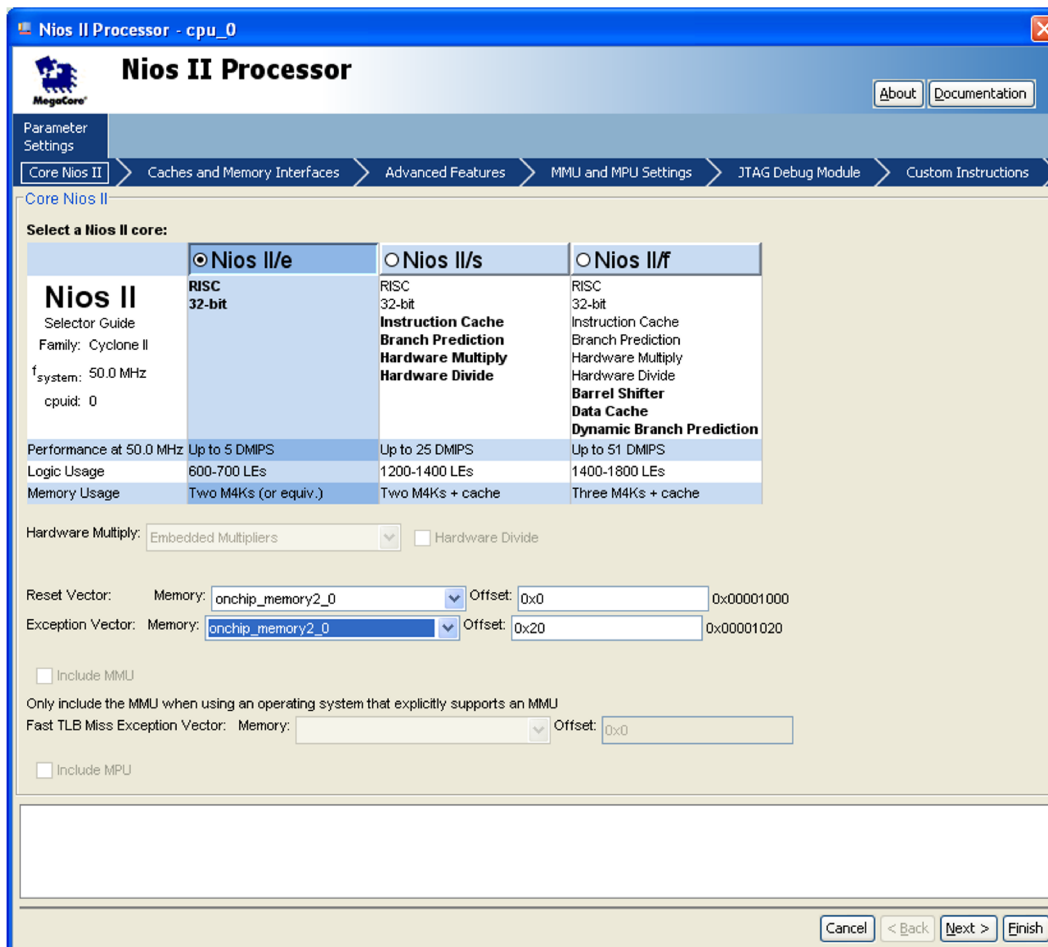 Nios II Processor - cpu_0
MegaCore®
Nios II Processor
About
Documentation
Parameter
Settings
Core Nios II
Caches and Memory Interfaces
Advanced Features
MMU and MPU Settings
JTAG Debug Module
Custom Instructions
Core Nios II
Select a Nios II core:
Nios II/e
Nios II/s
Nios II/f
Nios II
Selector Guide
Family: Cyclone II
fsystem: 50.0 MHz
cpuid: 0
RISC
32-bit
RISC
32-bit
Instruction Cache
Branch Prediction
Hardware Multiply
Hardware Divide
RISC
32-bit
Instruction Cache
Branch Prediction
Hardware Multiply
Hardware Divide
Barrel Shifter
Data Cache
Dynamic Branch Prediction
Performance at 50.0 MHz Up to 5 DMIPS Up to 25 DMIPS Up to 51 DMIPS
Logic Usage 600-700 LEs 1200-1400 LEs 1400-1800 LEs
Memory Usage Two M4Ks (or equiv.) Two M4Ks + cache Three M4Ks + cache
Hardware Multiply: Embedded Multipliers Hardware Divide
Reset Vector: Memory: onchip_memory2_0 Offset: 0x0 0x00001000
Exception Vector: Memory: onchip_memory2_0 Offset: 0x20 0x00001020
Include MMU
Only include the MMU when using an operating system that explicitly supports an MMU
Fast TLB Miss Exception Vector: Memory: Offset: 0x0
Include MPU
Cancel < Back Next > Finish